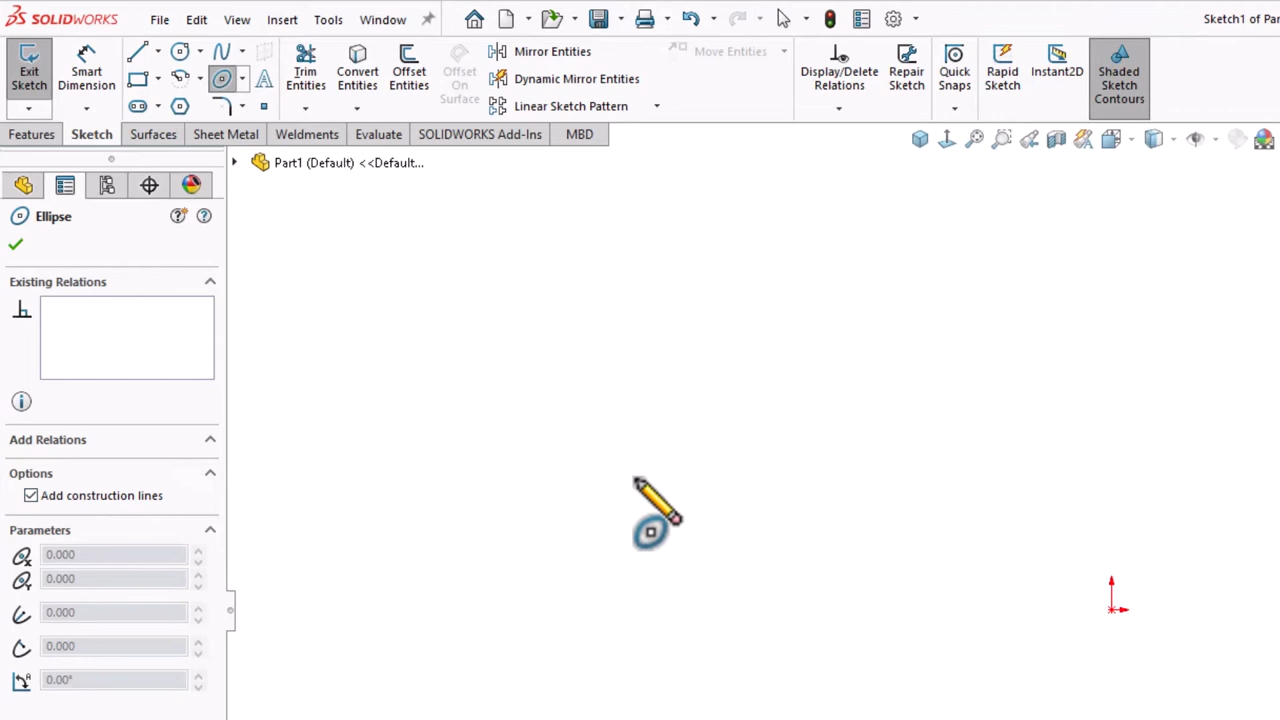 SOLIDWORKS File Edit View Insert Tools Window Sketch1 of Par
Exit Sketch
Smart Dimension
Trim Entities
Convert Entities
Offset Entities
Offset On Surface
Mirror Entities
Dynamic Mirror Entities
Linear Sketch Pattern
Move Entities
Display/Delete Relations
Repair Sketch
Quick Snaps
Rapid Sketch
Instant2D
Shaded Sketch Contours
Features Sketch Surfaces Sheet Metal Weldments Evaluate SOLIDWORKS Add-Ins MBD
Part1 (Default) <<Default...
Ellipse
Existing Relations
Add Relations
Options
Add construction lines
Parameters
0.000
0.000
0.000
0.000
0.00°